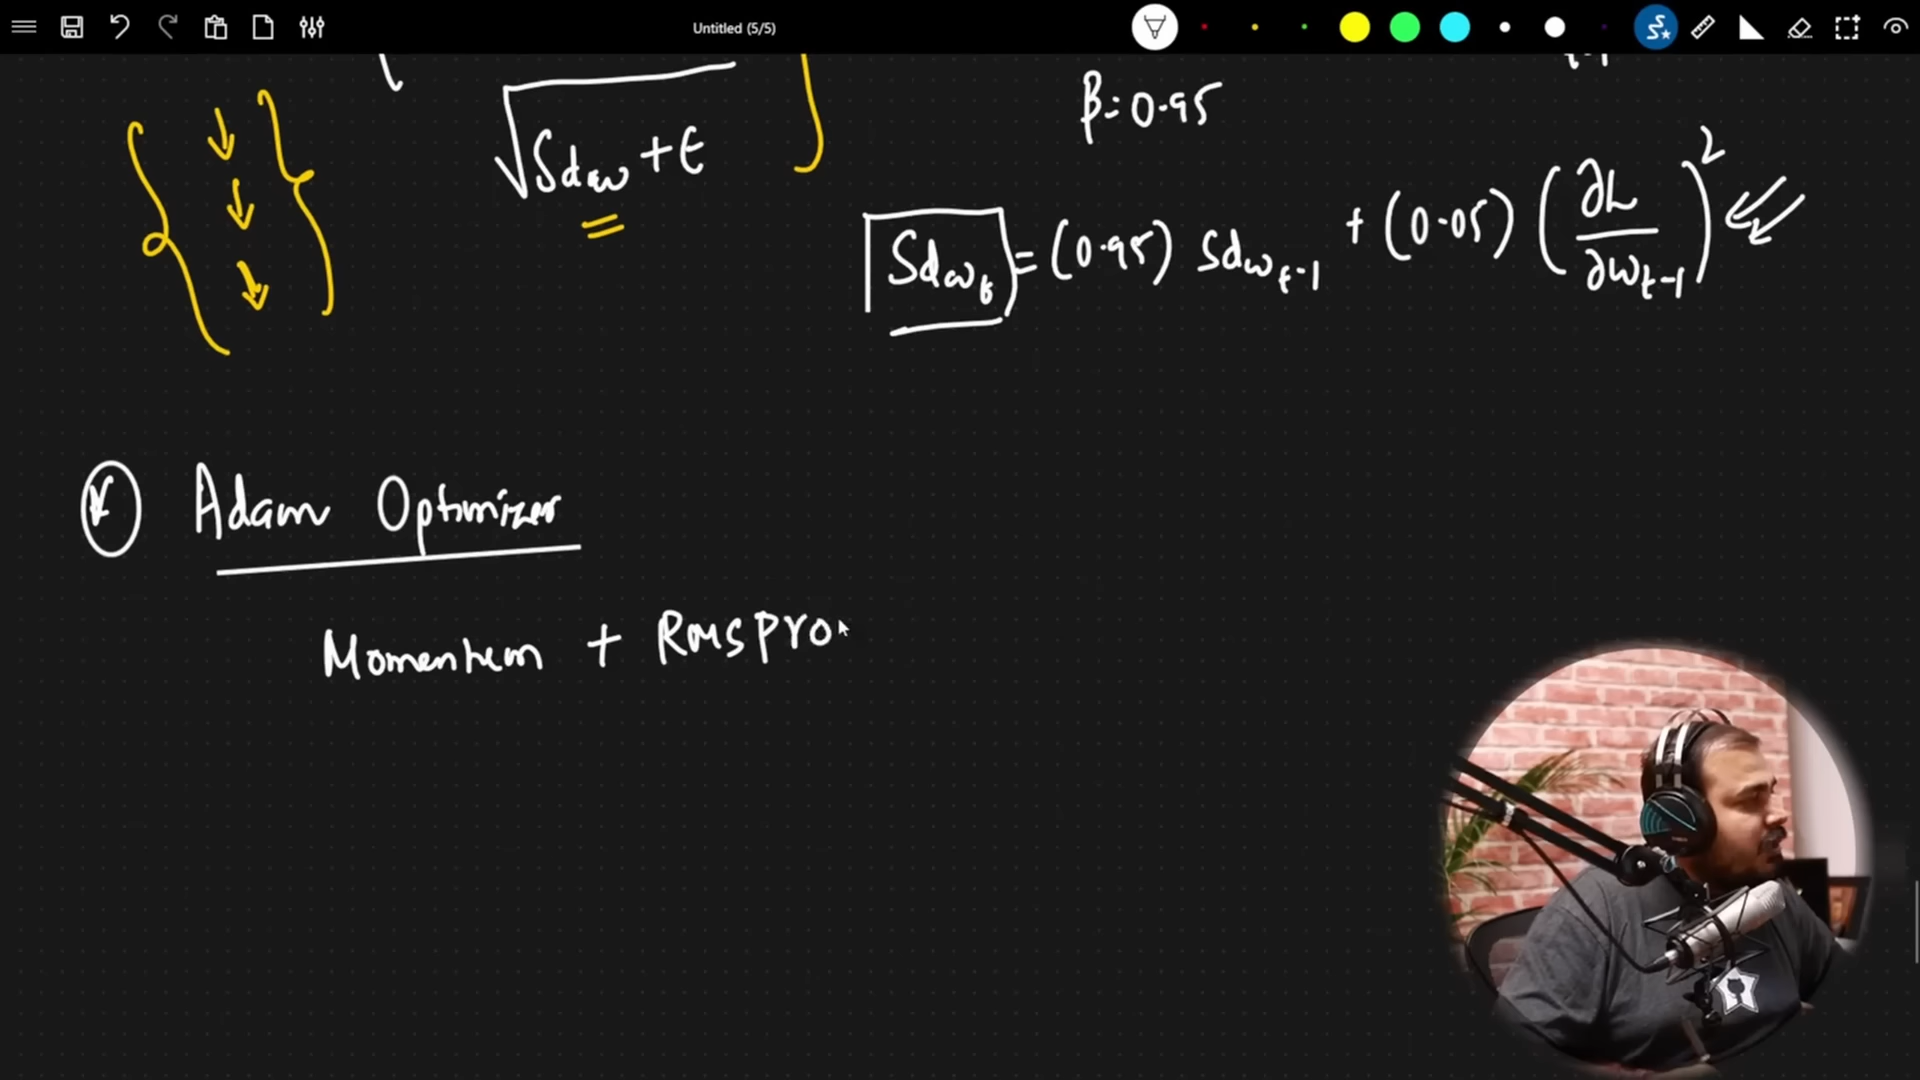 Untitled (5/5)
β = 0.95
√Sdw + ε
Sdwt = (0.95) Sdwt-1 + (0.05) (∂L/∂wt-1)²
Adam Optimizer
Momentum + RmsPro